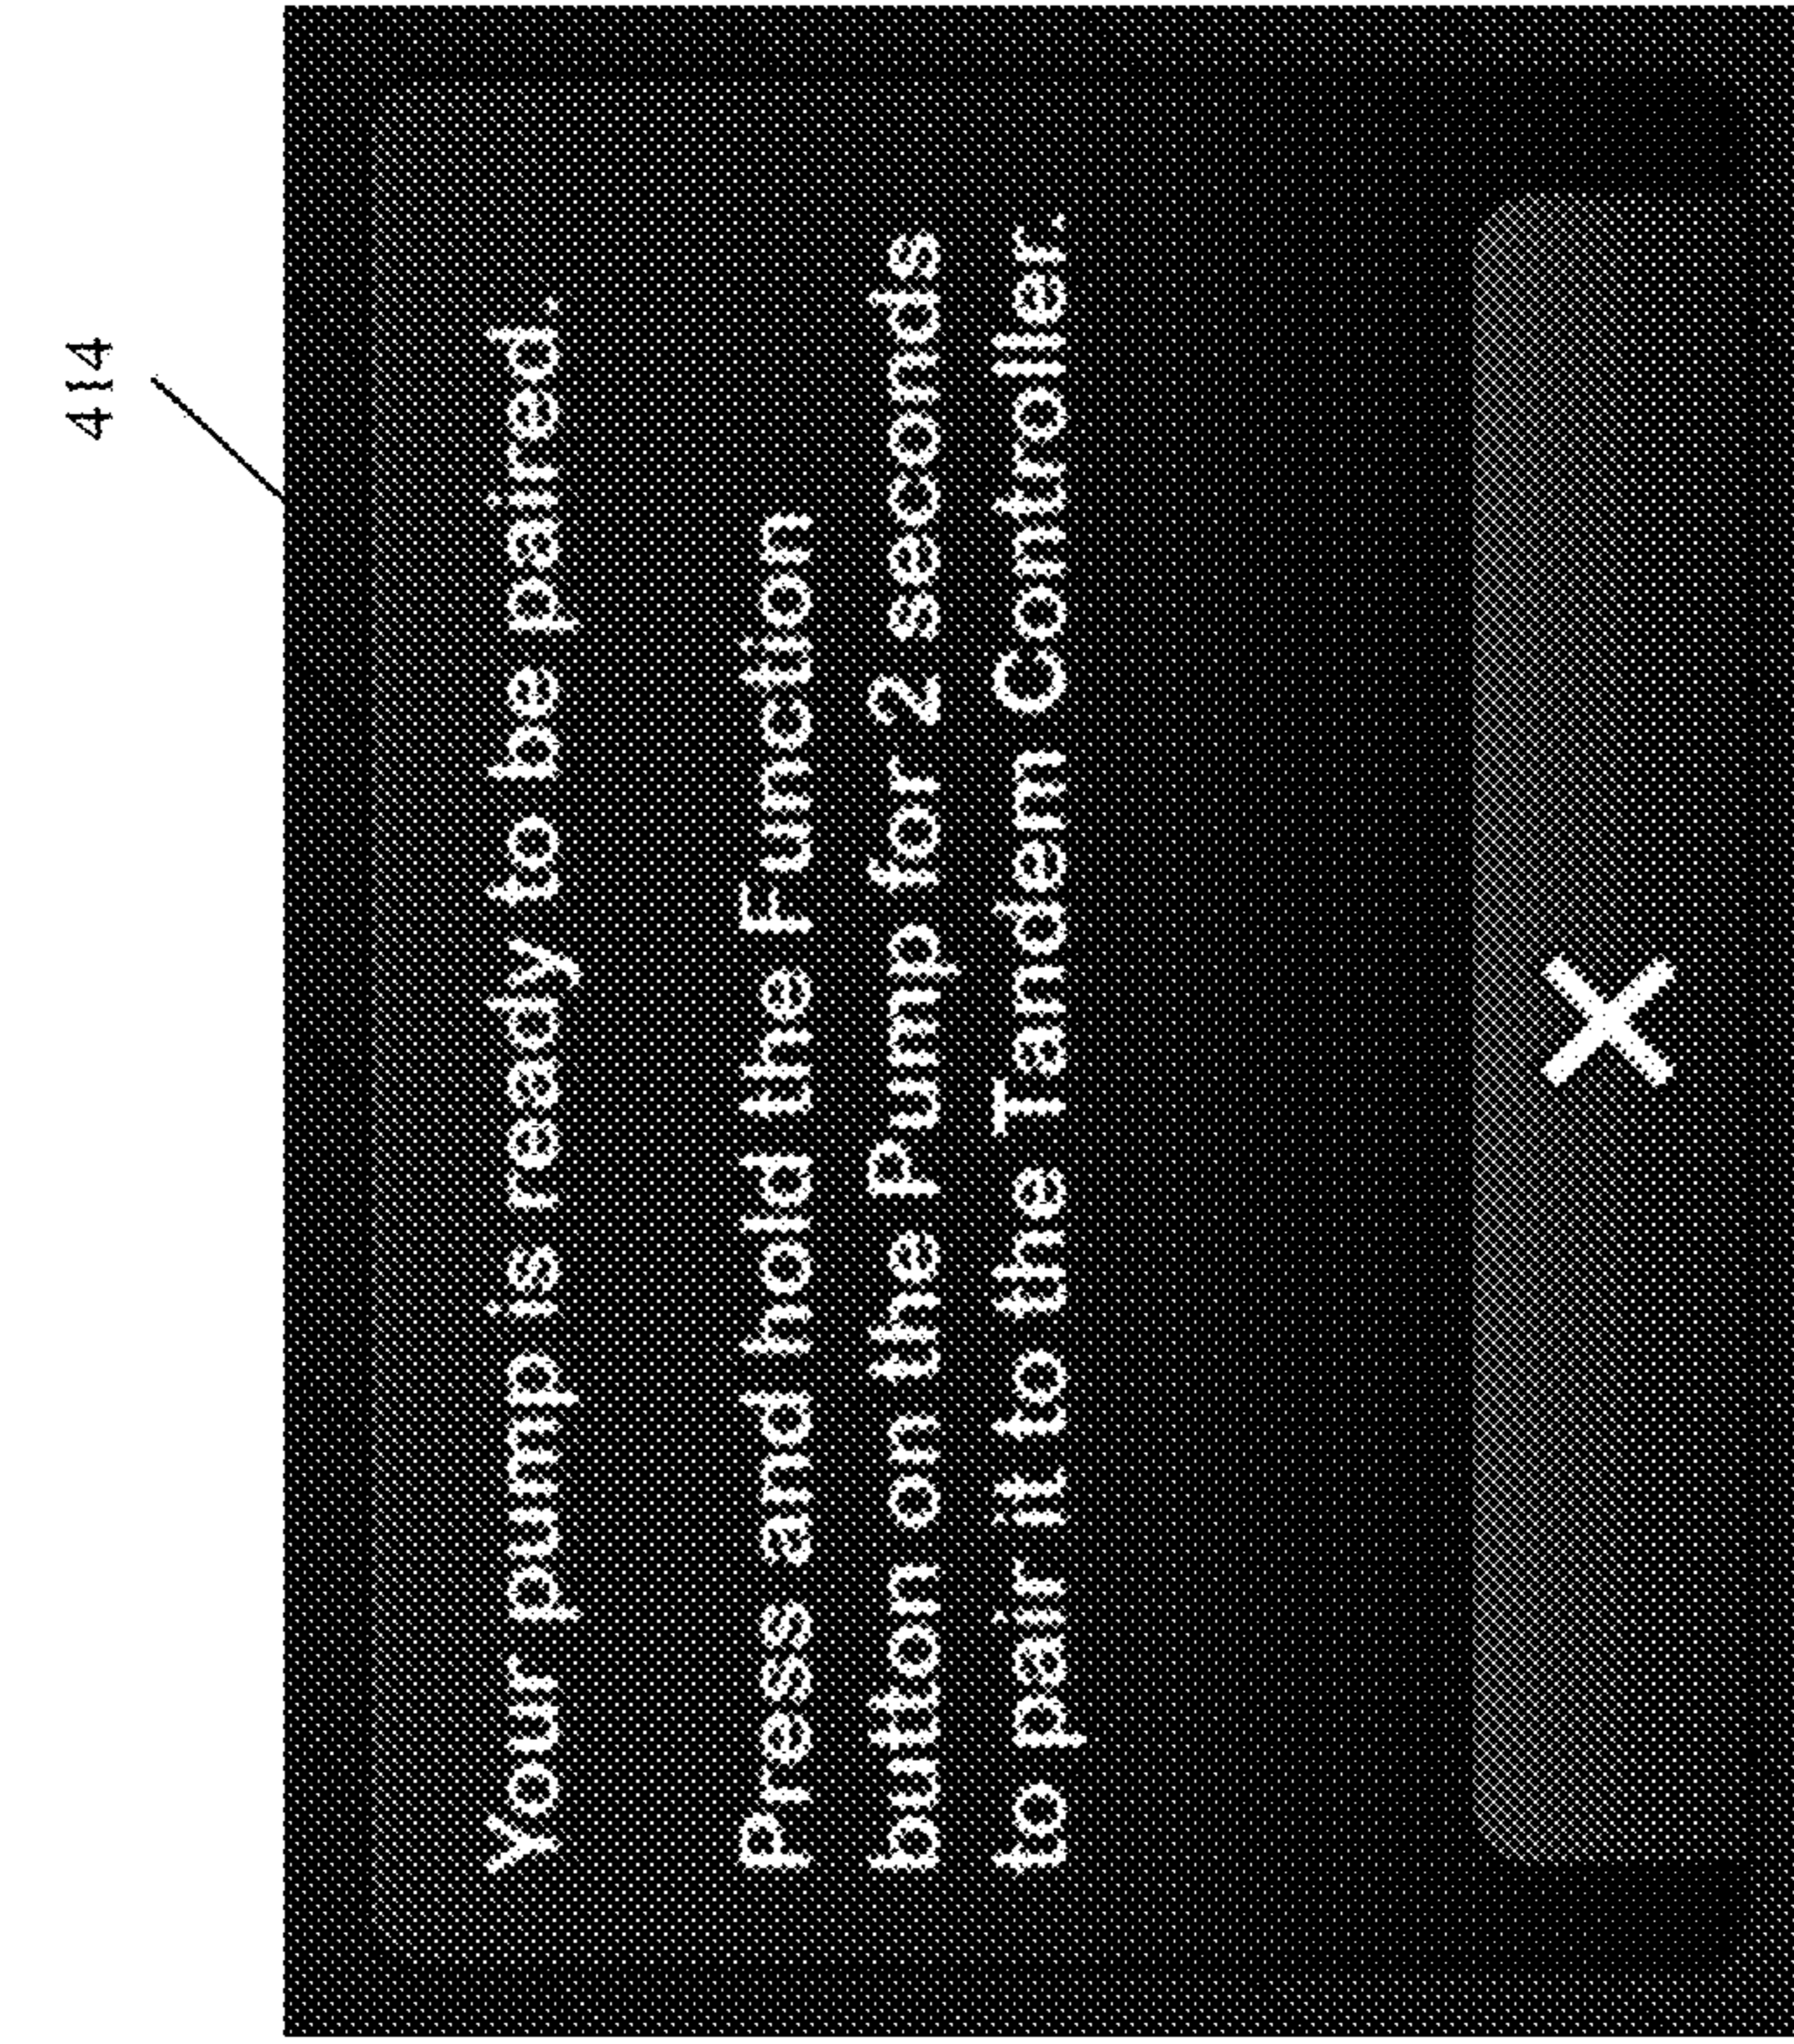 414
Your pump is ready to be paired.
Press and hold the Function
button on the Pump for 2 seconds
to pair it to the Tandem Controller.